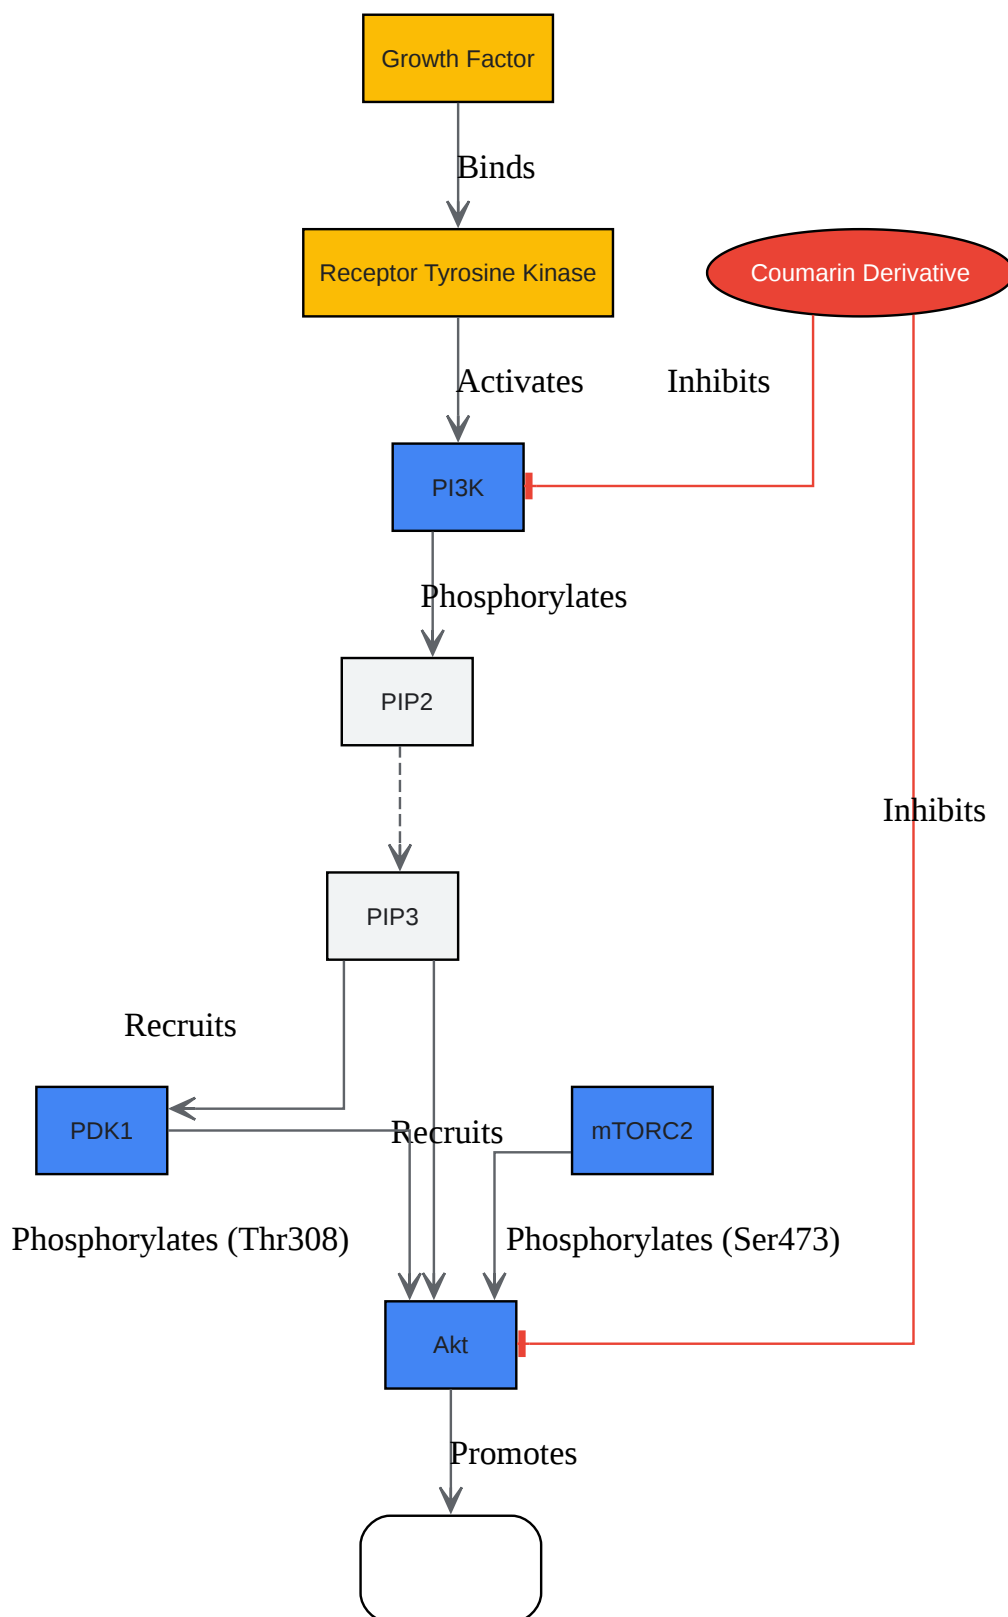 Growth Factor
Binds
Receptor Tyrosine Kinase
Coumarin Derivative
Activates
Inhibits
PI3K
Phosphorylates
PIP2
Inhibits
PIP3
Recruits
PDK1
Recruits
mTORC2
Phosphorylates (Thr308)
Phosphorylates (Ser473)
Akt
Promotes